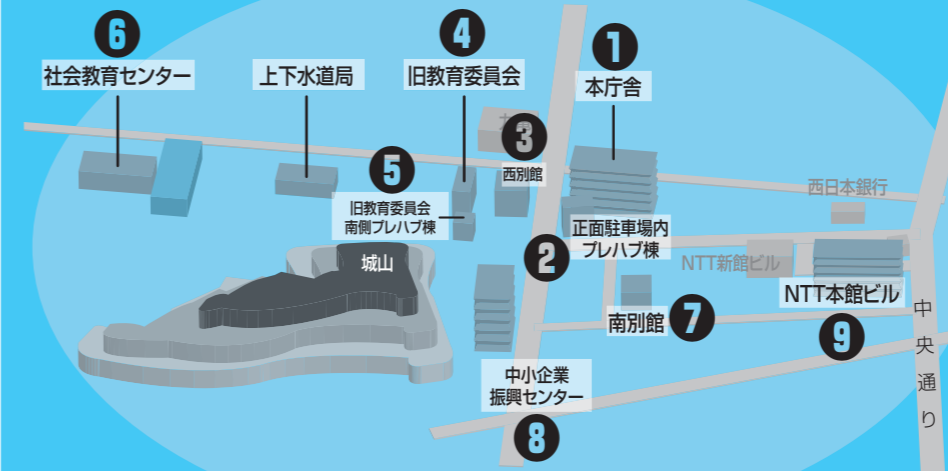 6
社会教育センター
上下水道局
4
旧教育委員会
1
本庁舎
3
西別館
5
旧教育委員会
南側プレハブ棟
城山
2
正面駐車場内
プレハブ棟
西日本銀行
NTT新館ビル
NTT本館ビル
9
南別館
7
中小企業
振興センター
8
中央通り